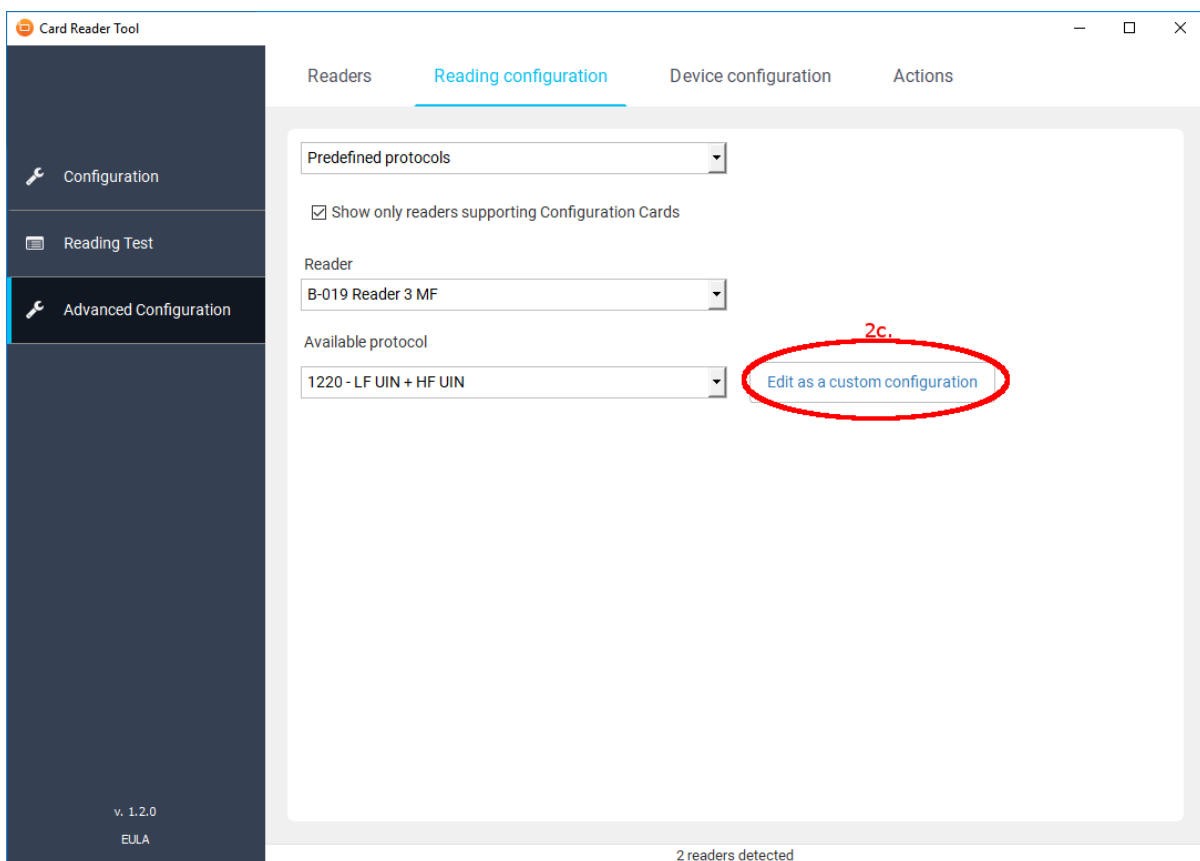 Card Reader Tool
Readers Reading configuration Device configuration Actions
Configuration
Reading Test
Advanced Configuration
Predefined protocols
Show only readers supporting Configuration Cards
Reader
B-019 Reader 3 MF
Available protocol
2c.
1220 - LF UIN + HF UIN
Edit as a custom configuration
v. 1.2.0
EULA
2 readers detected